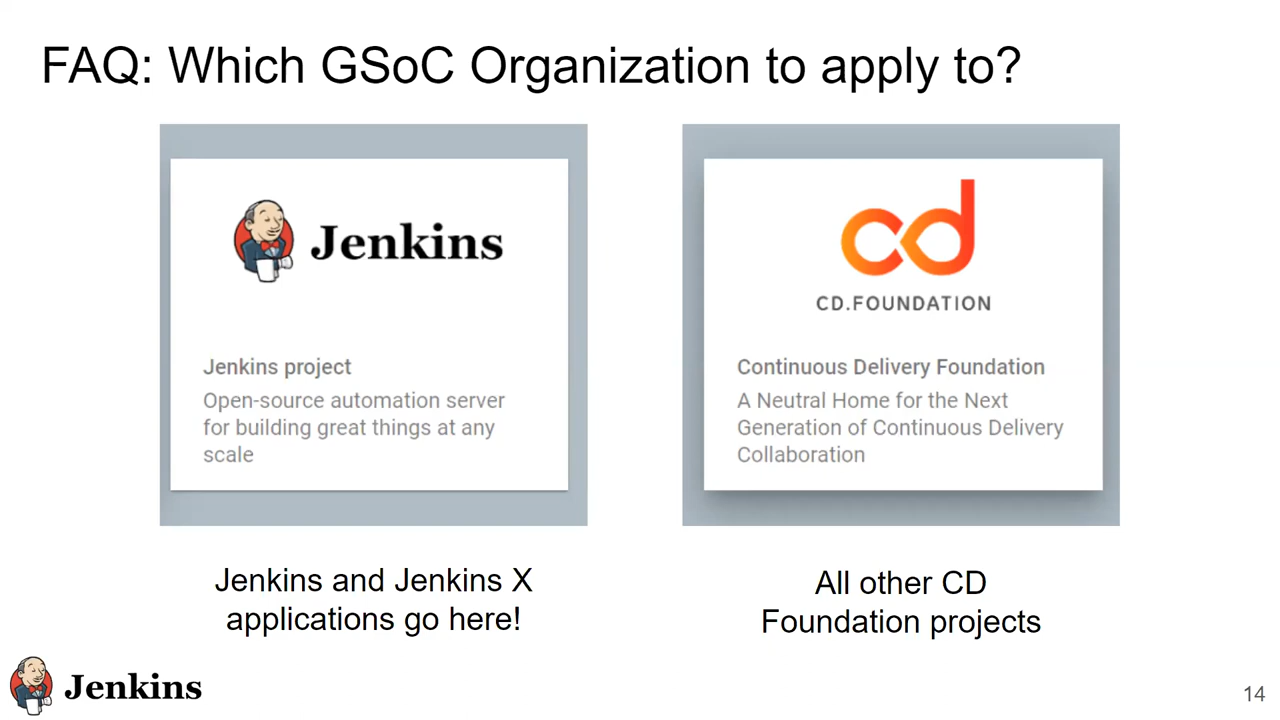 FAQ: Which GSoC Organization to apply to?
Jenkins
Jenkins project
Open-source automation server
for building great things at any
scale
Jenkins and Jenkins X
applications go here!
cd
CD.FOUNDATION
Continuous Delivery Foundation
A Neutral Home for the Next
Generation of Continuous Delivery
Collaboration
All other CD
Foundation projects
Jenkins
14